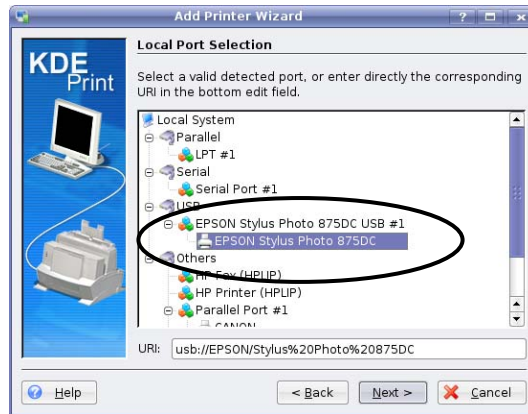 Add Printer Wizard
KDE
Print
Local Port Selection
Select a valid detected port, or enter directly the corresponding
URI in the bottom edit field.
Local System
Parallel
LPT #1
Serial
Serial Port #1
USB
EPSON Stylus Photo 875DC USB #1
EPSON Stylus Photo 875DC
Others
HP Fax (HPLIP)
HP Printer (HPLIP)
Parallel Port #1
CANON
URI: usb://EPSON/Stylus%20Photo%20875DC
Help
< Back
Next >
Cancel